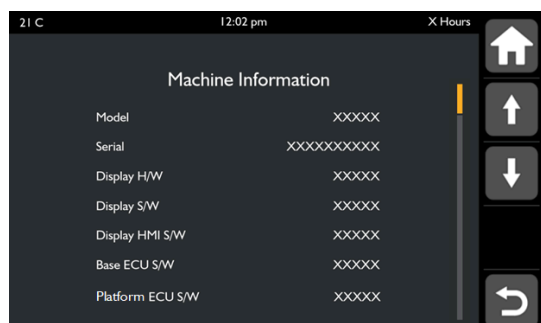 21 C 12:02 pm X Hours
Machine Information
Model XXXXX
Serial XXXXXXXXXX
Display H/W XXXXX
Display S/W XXXXX
Display HMI S/W XXXXX
Base ECU S/W XXXXX
Platform ECU S/W XXXXX